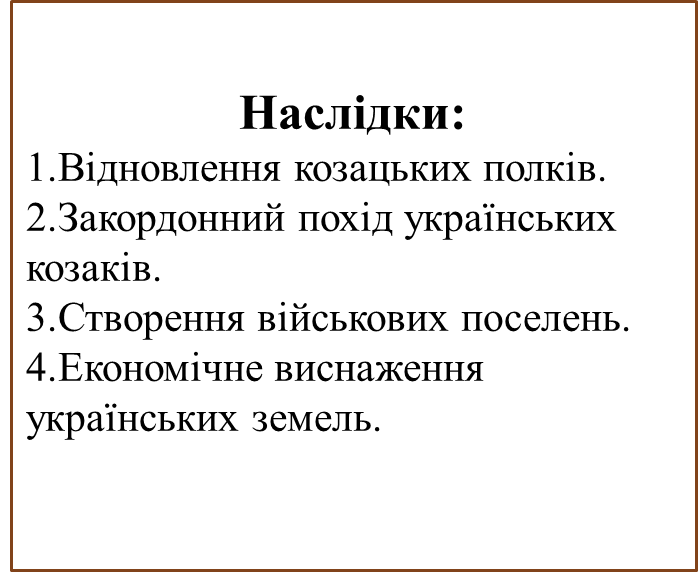 Наслідки:
1.Відновлення козацьких полків.
2.Закордонний похід українських
козаків.
3.Створення військових поселень.
4.Економічне виснаження
українських земель.